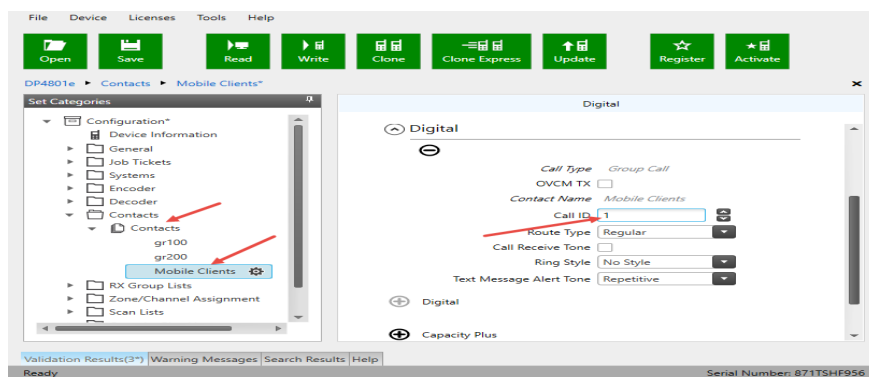 File Device Licenses Tools Help
Open Save Read Write Clone Clone Express Update Register Activate
DP4801e Contacts Mobile Clients*
Set Categories
Configuration*
Device Information
General
Job Tickets
Systems
Encoder
Decoder
Contacts
Contacts
gr100
gr200
Mobile Clients
RX Group Lists
Zone/Channel Assignment
Scan Lists
Digital
Digital
Call Type Group Call
OVCM TX
Contact Name Mobile Clients
Call ID 1
Route Type Regular
Call Receive Tone
Ring Style No Style
Text Message Alert Tone Repetitive
Digital
Capacity Plus
Validation Results(3*) Warning Messages Search Results Help
Ready Serial Number: 871TSHF956